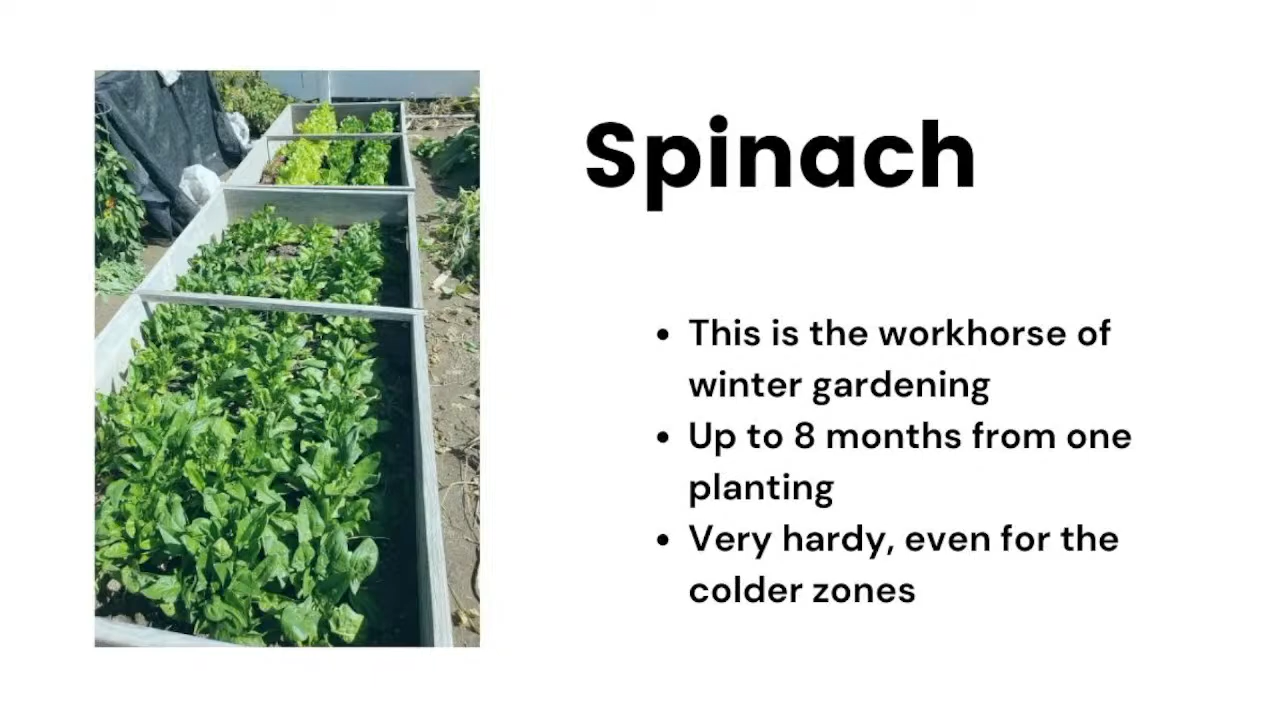 Spinach
• This is the workhorse of
winter gardening
• Up to 8 months from one
planting
• Very hardy, even for the
colder zones